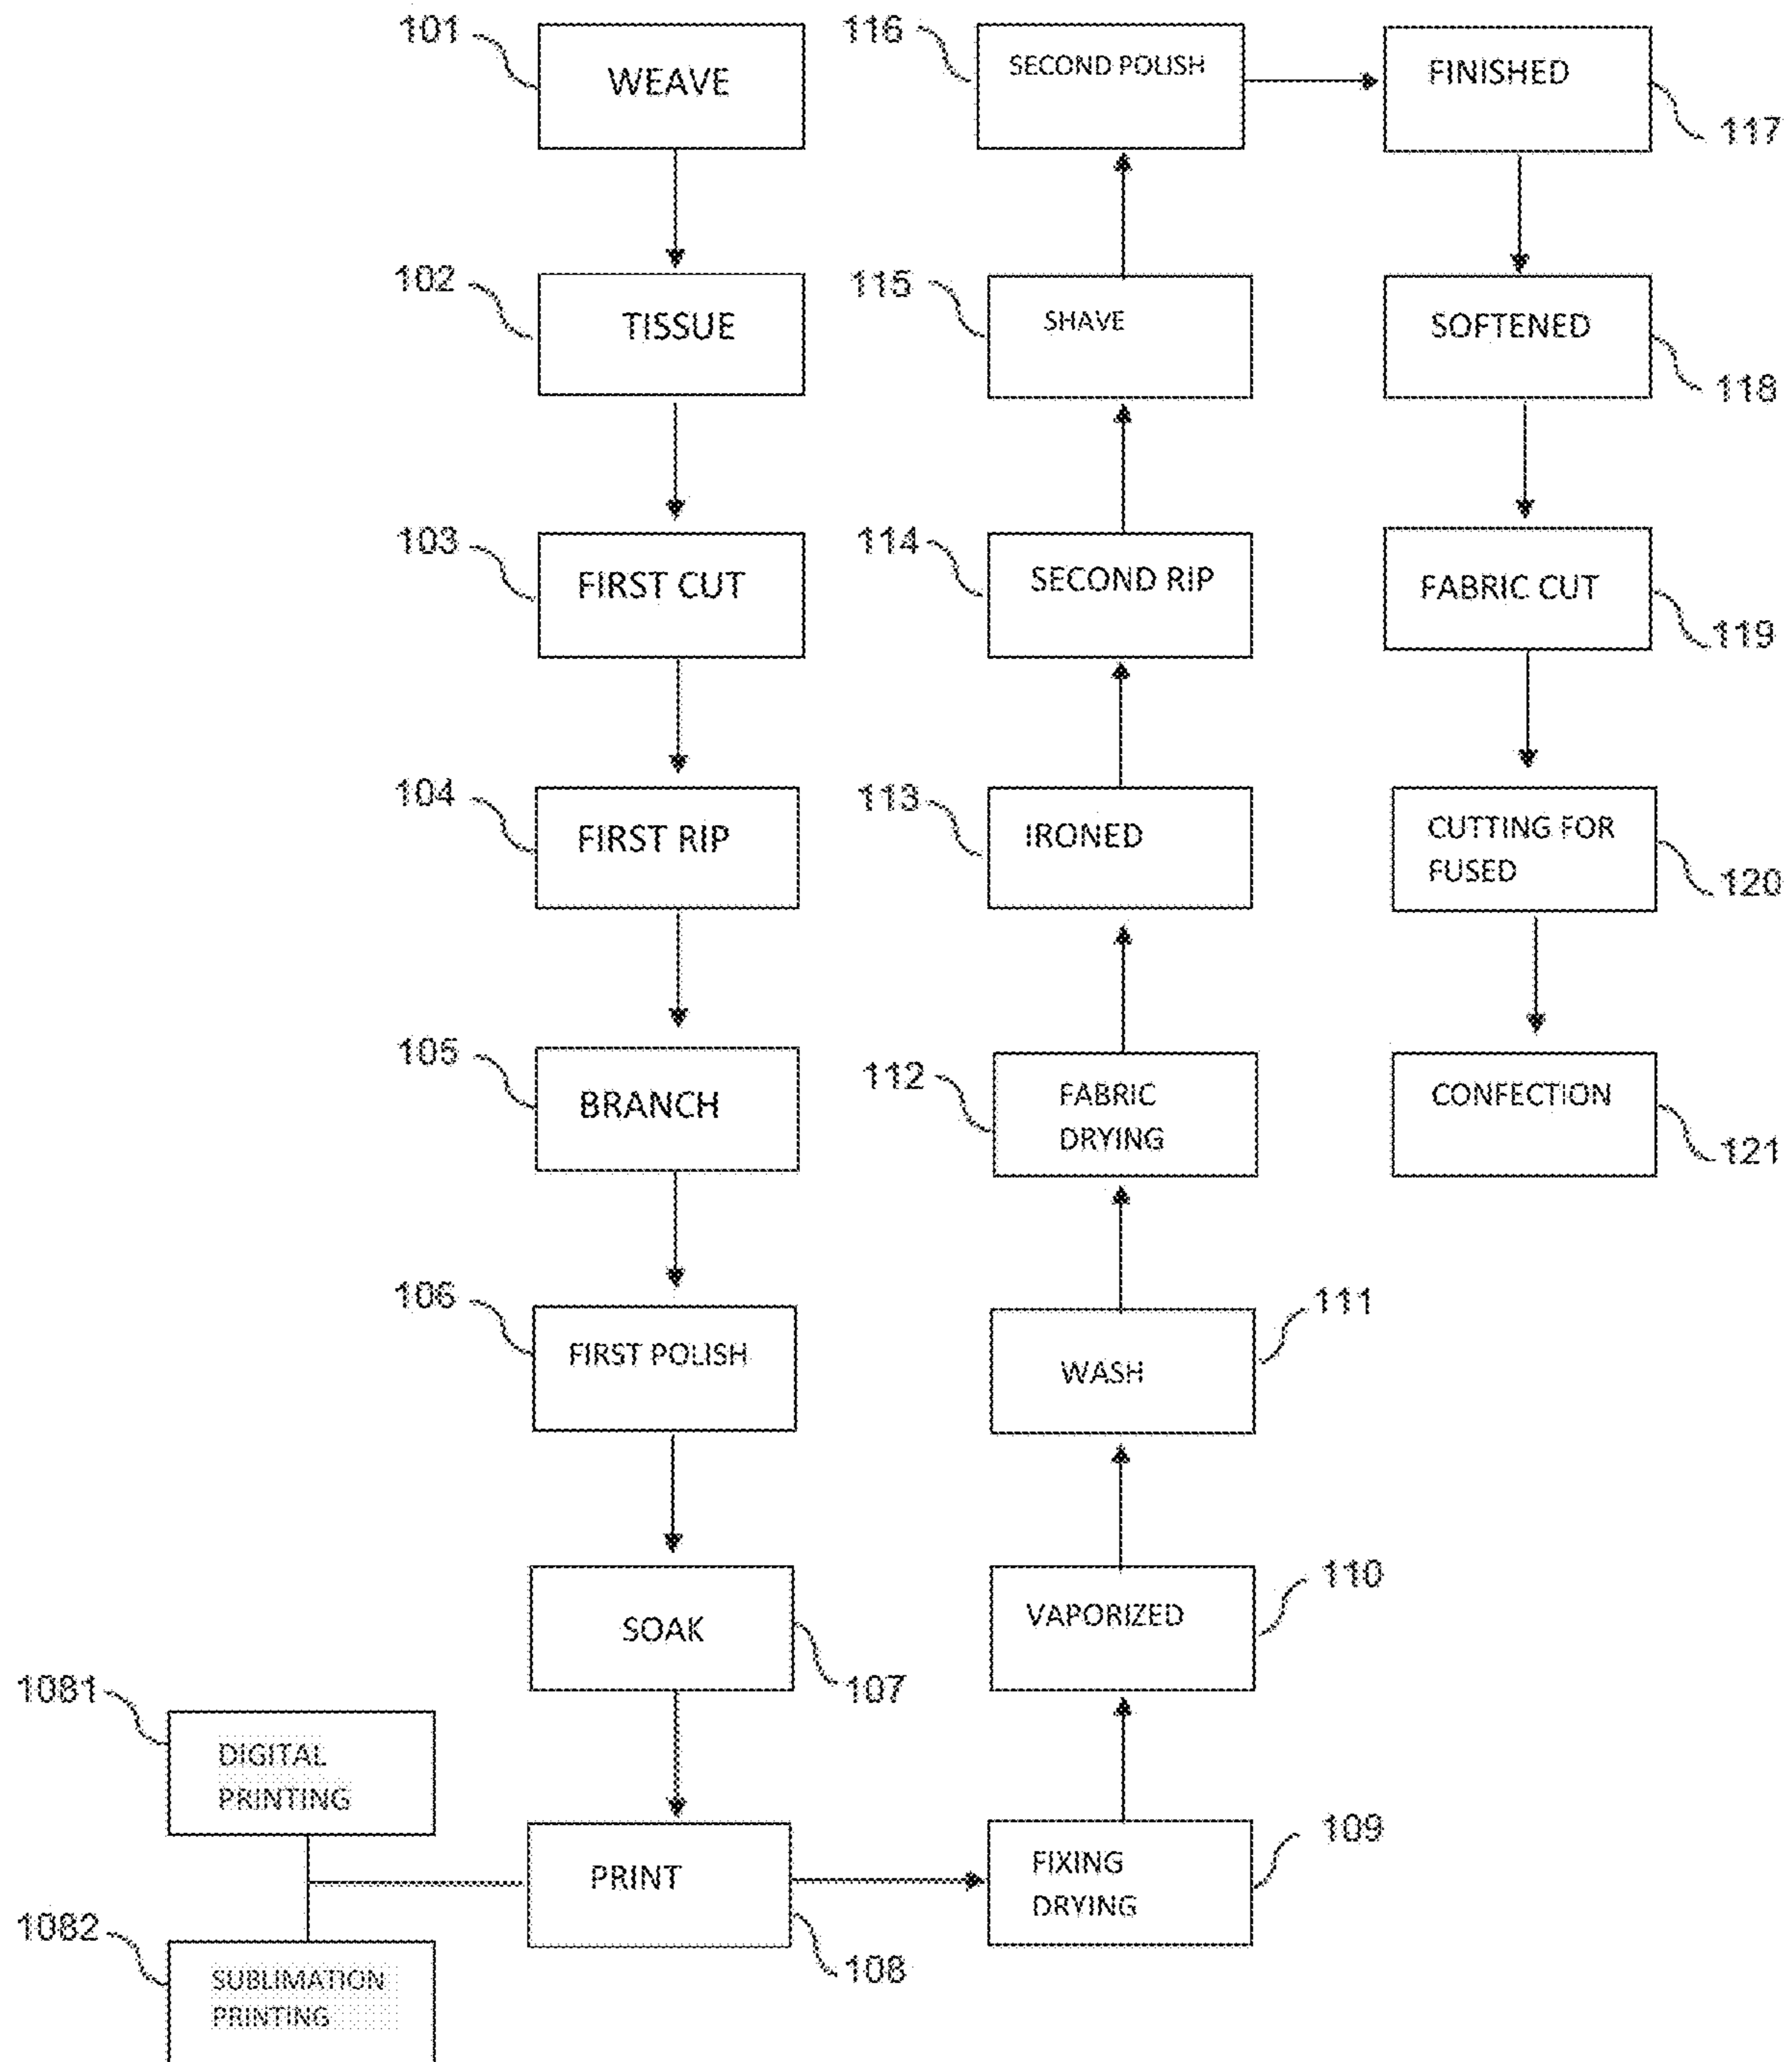 101
WEAVE
102
TISSUE
103
FIRST CUT
104
FIRST RIP
105
BRANCH
106
FIRST POLISH
SOAK
107
1081
DIGITAL
PRINTING
1082
SUBLIMATION
PRINTING
PRINT
108
109
FIXING
DRYING
110
VAPORIZED
111
WASH
112
FABRIC
DRYING
113
IRONED
114
SECOND RIP
115
SHAVE
116
SECOND POLISH
FINISHED
117
SOFTENED
118
FABRIC CUT
119
CUTTING FOR
FUSED
120
CONFECTION
121